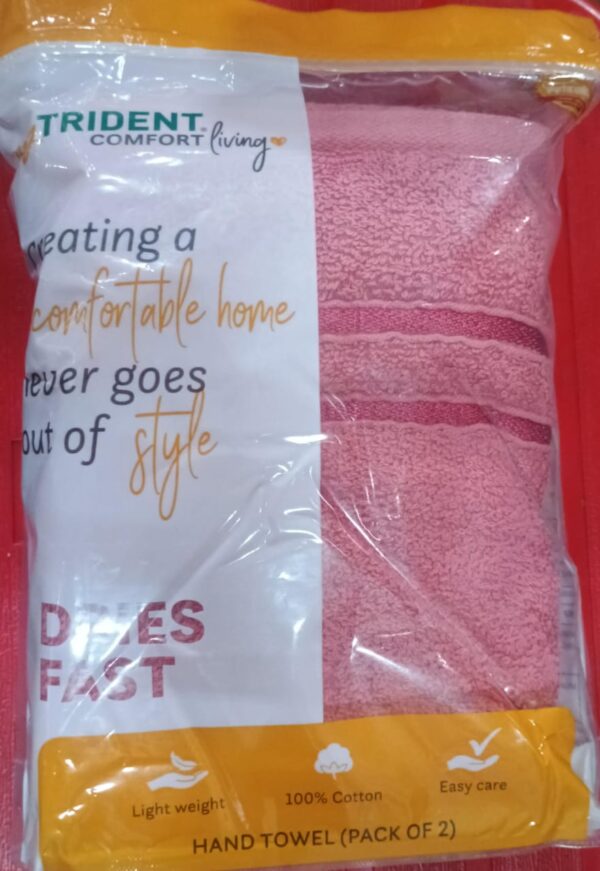 TRIDENT
COMFORT living
creating a
comfortable home
never goes
out of style
DRIES
FAST
Light weight
100% Cotton
Easy care
HAND TOWEL (PACK OF 2)